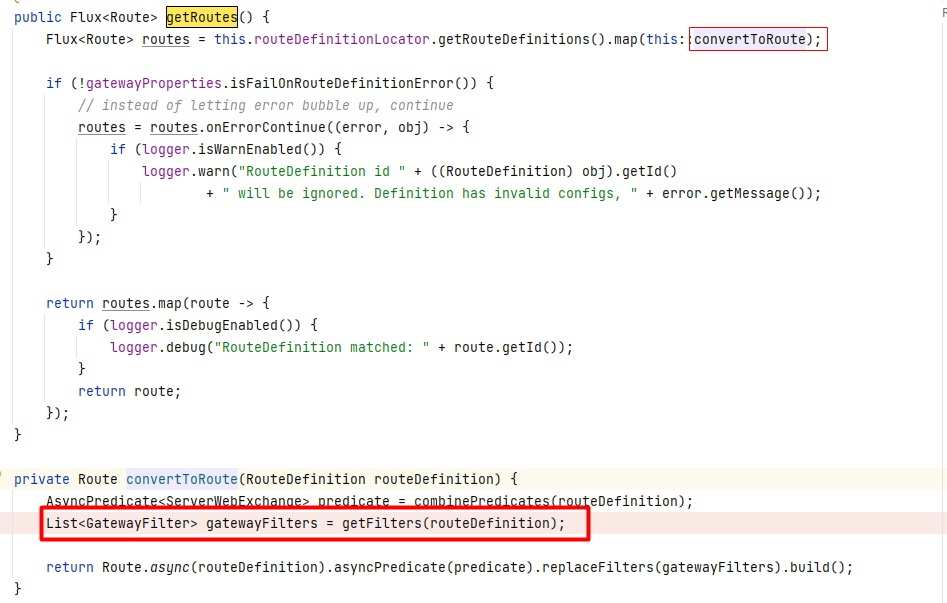 public Flux<Route> getRoutes() {
    Flux<Route> routes = this.routeDefinitionLocator.getRouteDefinitions().map(this::convertToRoute);
    if (!gatewayProperties.isFailOnRouteDefinitionError()) {
        // instead of letting error bubble up, continue
        routes = routes.onErrorContinue((error, obj) -> {
            if (logger.isWarnEnabled()) {
                logger.warn("RouteDefinition id " + ((RouteDefinition) obj).getId()
                        + " will be ignored. Definition has invalid configs, " + error.getMessage());
            }
        });
    }
    return routes.map(route -> {
        if (logger.isDebugEnabled()) {
            logger.debug("RouteDefinition matched: " + route.getId());
        }
        return route;
    });
}
private Route convertToRoute(RouteDefinition routeDefinition) {
    AsyncPredicate<ServerWebExchange> predicate = combinePredicates(routeDefinition);
    List<GatewayFilter> gatewayFilters = getFilters(routeDefinition);
    return Route.async(routeDefinition).asyncPredicate(predicate).replaceFilters(gatewayFilters).build();
}